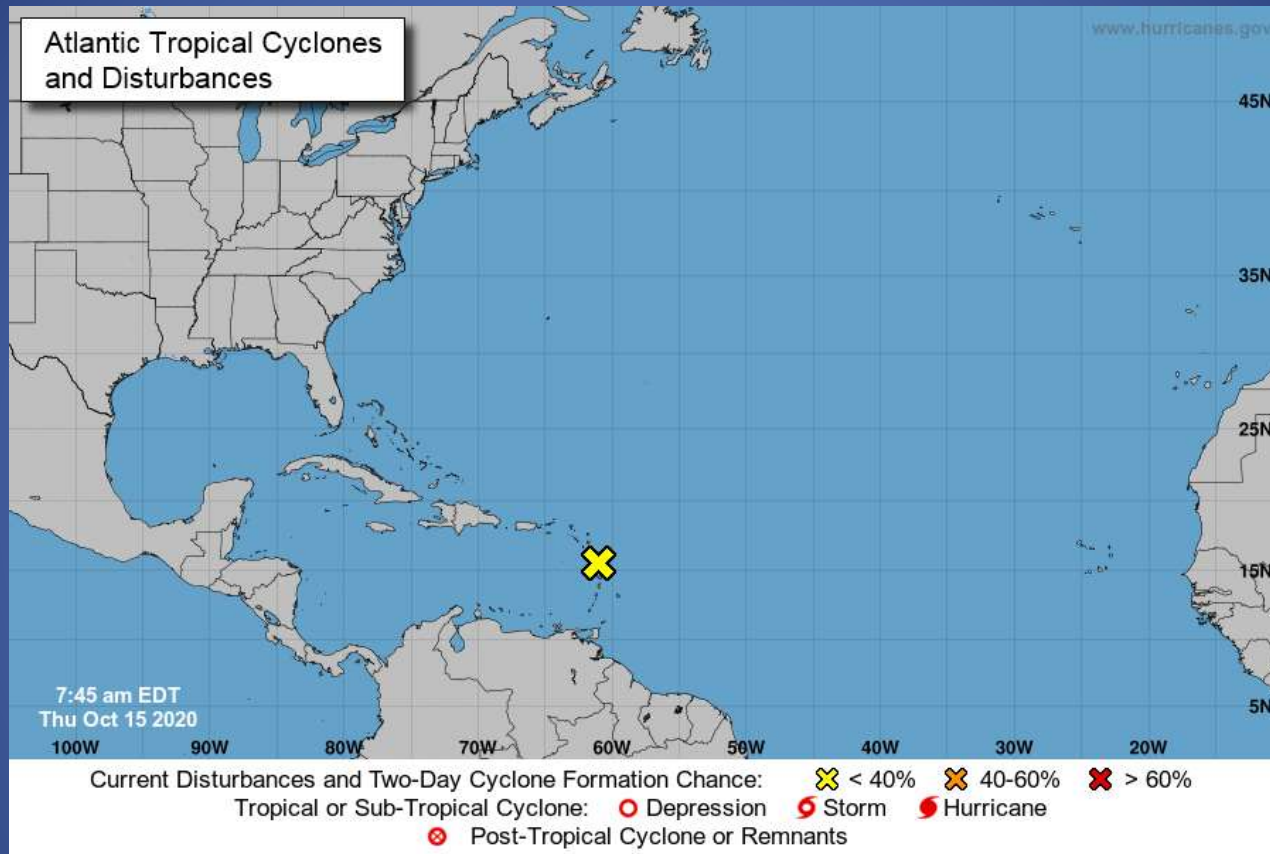 Atlantic Tropical Cyclones
and Disturbances
www.hurricanes.gov
45N
35N
25N
15N
5N
7:45 am EDT
Thu Oct 15 2020
100W 90W 80W 70W 60W 50W 40W 30W 20W
Current Disturbances and Two-Day Cyclone Formation Chance: < 40% 40-60% > 60%
Tropical or Sub-Tropical Cyclone: Depression Storm Hurricane
Post-Tropical Cyclone or Remnants